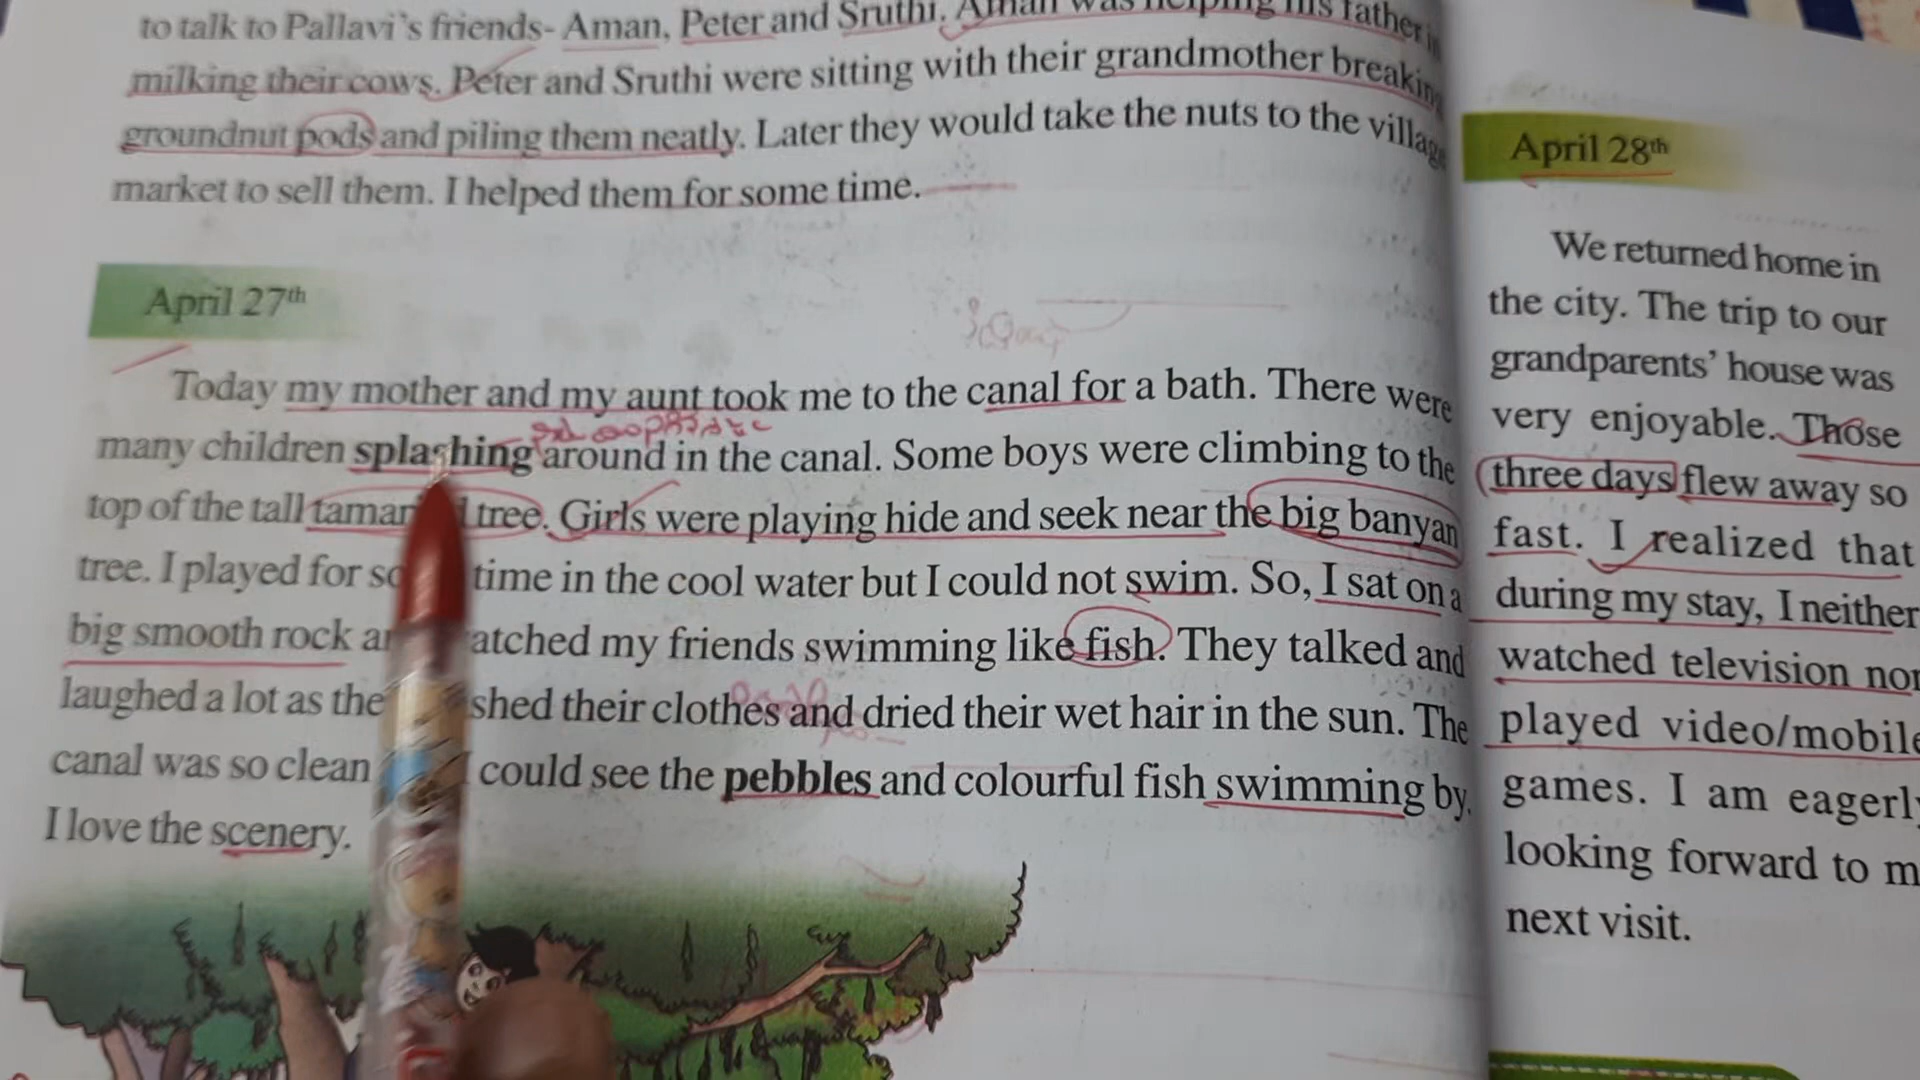 to talk to Pallavi's friends- Aman, Peter and Sruthi. Aman was helping his father in
milking their cows. Peter and Sruthi were sitting with their grandmother breaking
groundnut pods and piling them neatly. Later they would take the nuts to the village
market to sell them. I helped them for some time.
April 27th
Today my mother and my aunt took me to the canal for a bath. There were
many children splashing around in the canal. Some boys were climbing to the
top of the tall tree. Girls were playing hide and seek near the big banyan
tree. I played for time in the cool water but I could not swim. So, I sat on a
big smooth rock my friends swimming like fish. They talked and
laughed a lot as their clothes and dried their wet hair in the sun. The
canal was so clean could see the pebbles and colourful fish swimming by.
I love the scenery.
April 28th
We returned home in
the city. The trip to our
grandparents' house was
very enjoyable. Those
three days flew away so
fast. I realized that
during my stay, I neither
watched television nor
played video/mobile
games. I am eagerly
looking forward to
next visit.